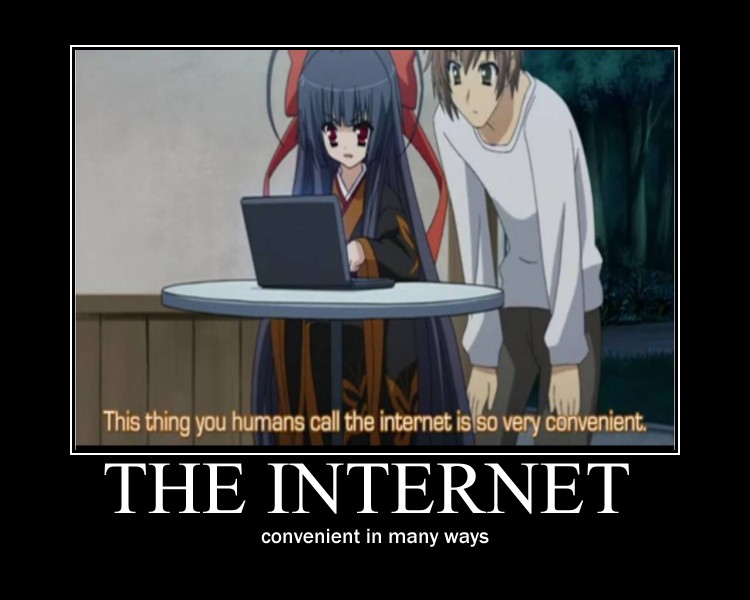 This thing you humans call the internet is so very convenient.
THE INTERNET
convenient in many ways